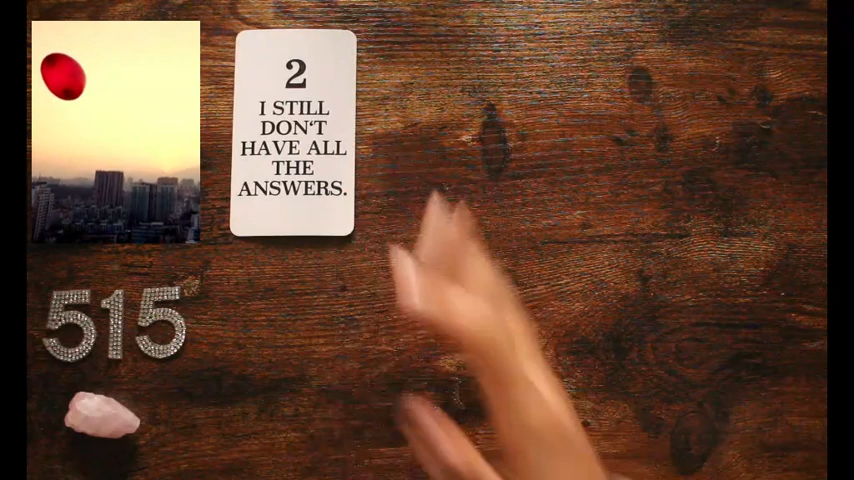 2
I STILL
DON'T
HAVE ALL
THE
ANSWERS.
515